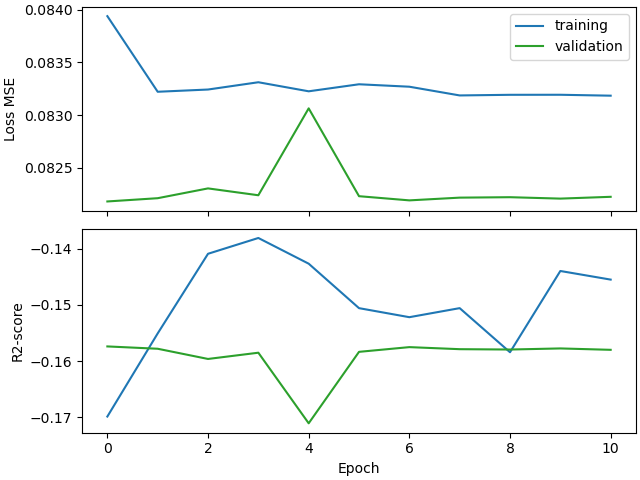 0.0840
0.0835
0.0830
0.0825
Loss MSE
training
validation
−0.14
−0.15
−0.16
−0.17
R2-score
0 2 4 6 8 10
Epoch